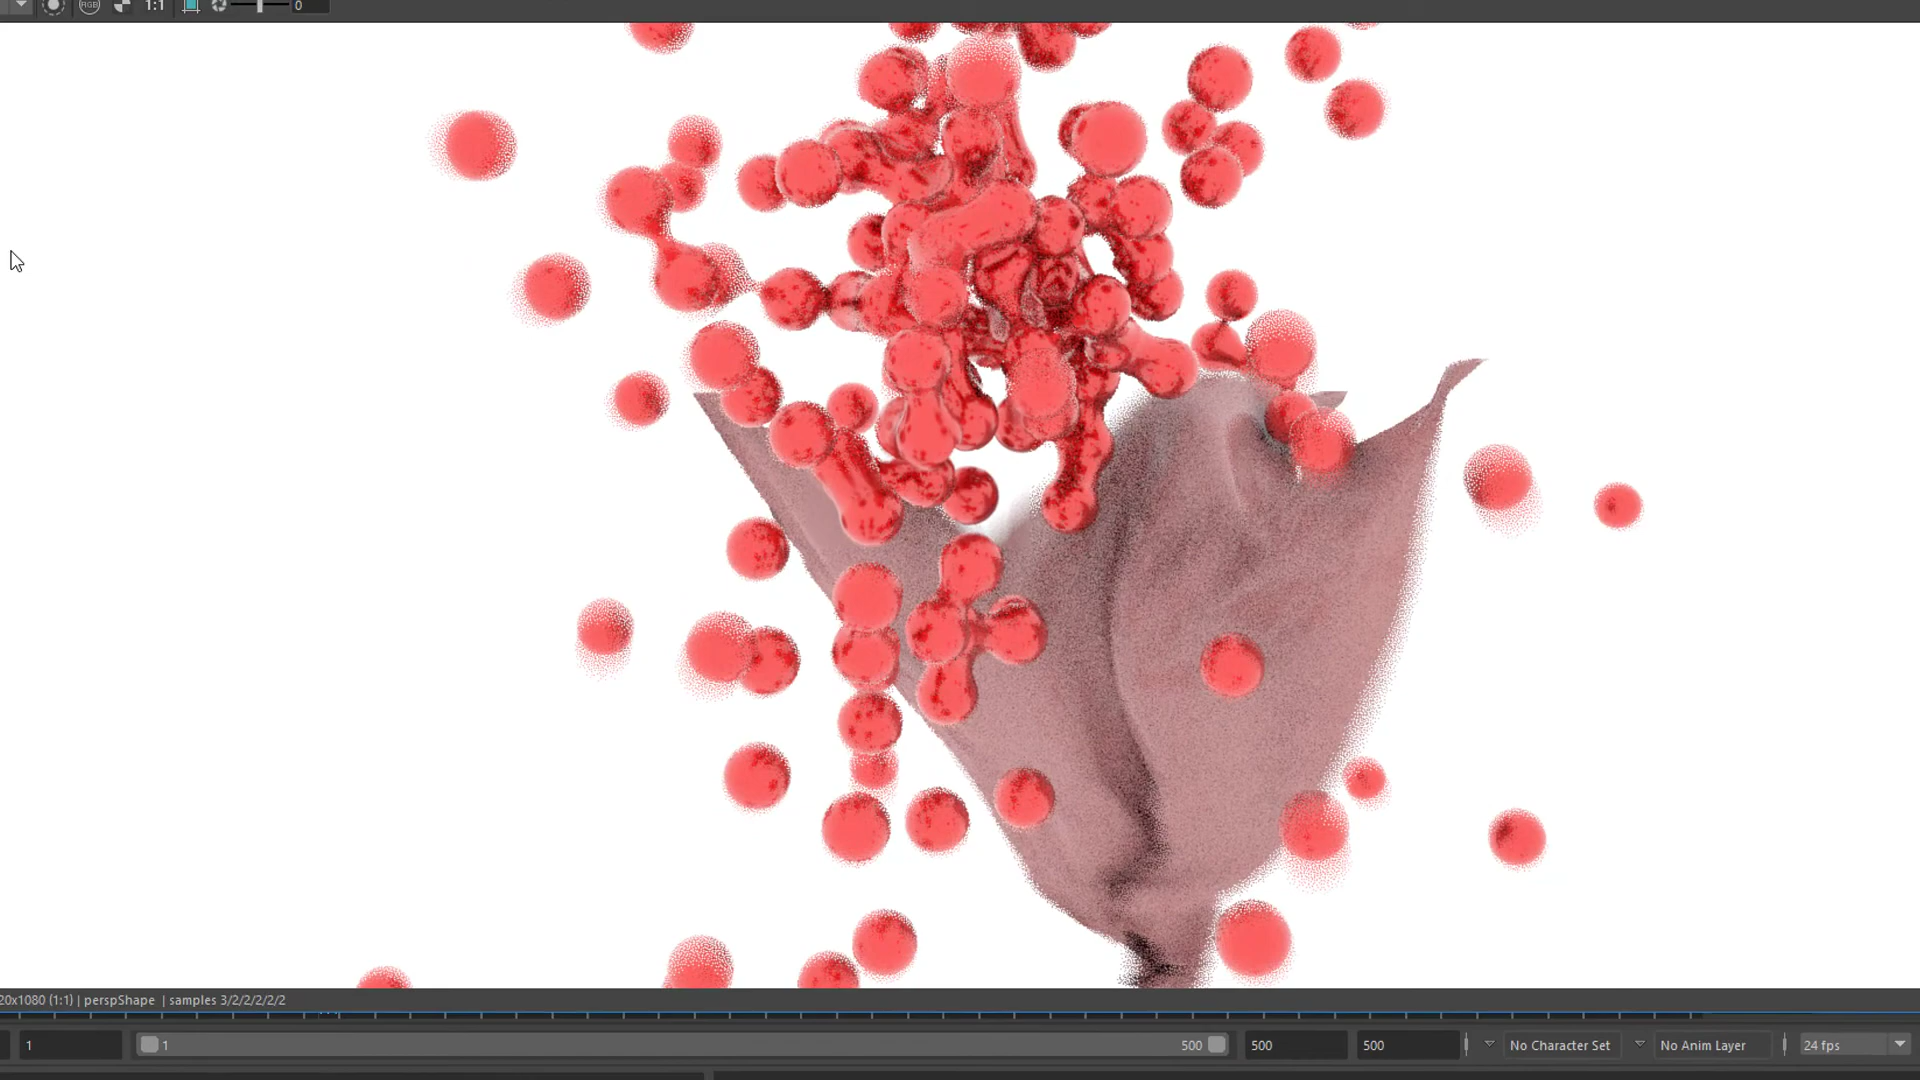 RGB 1:1 0
20x1080 (1:1) | perspShape | samples 3/2/2/2/2/2
1 1 500 500 500 No Character Set No Anim Layer 24 fps